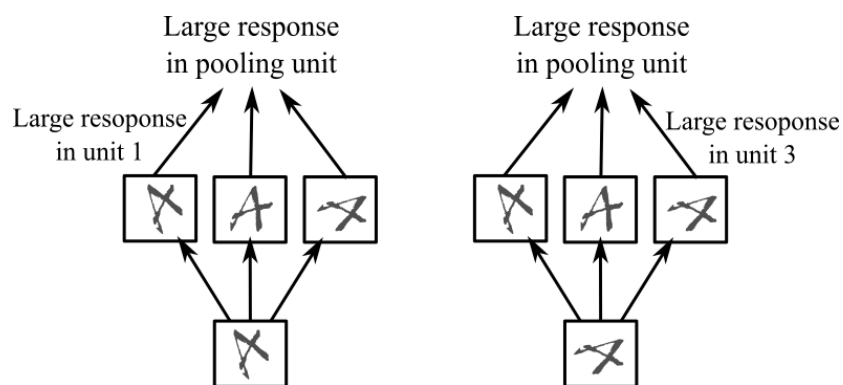 Large response
in pooling unit
Large resoponse
in unit 1
Large response
in pooling unit
Large resoponse
in unit 3